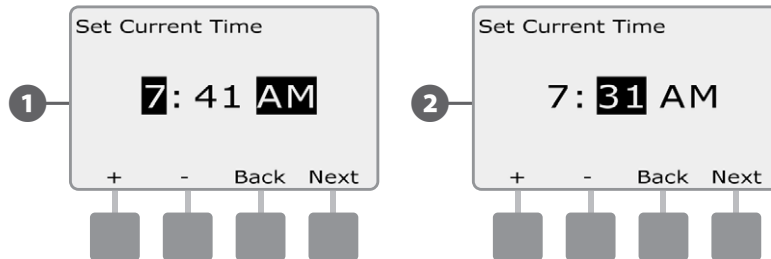 Set Current Time
1
7: 41 AM
+ - Back Next
Set Current Time
2
7: 31 AM
+ - Back Next